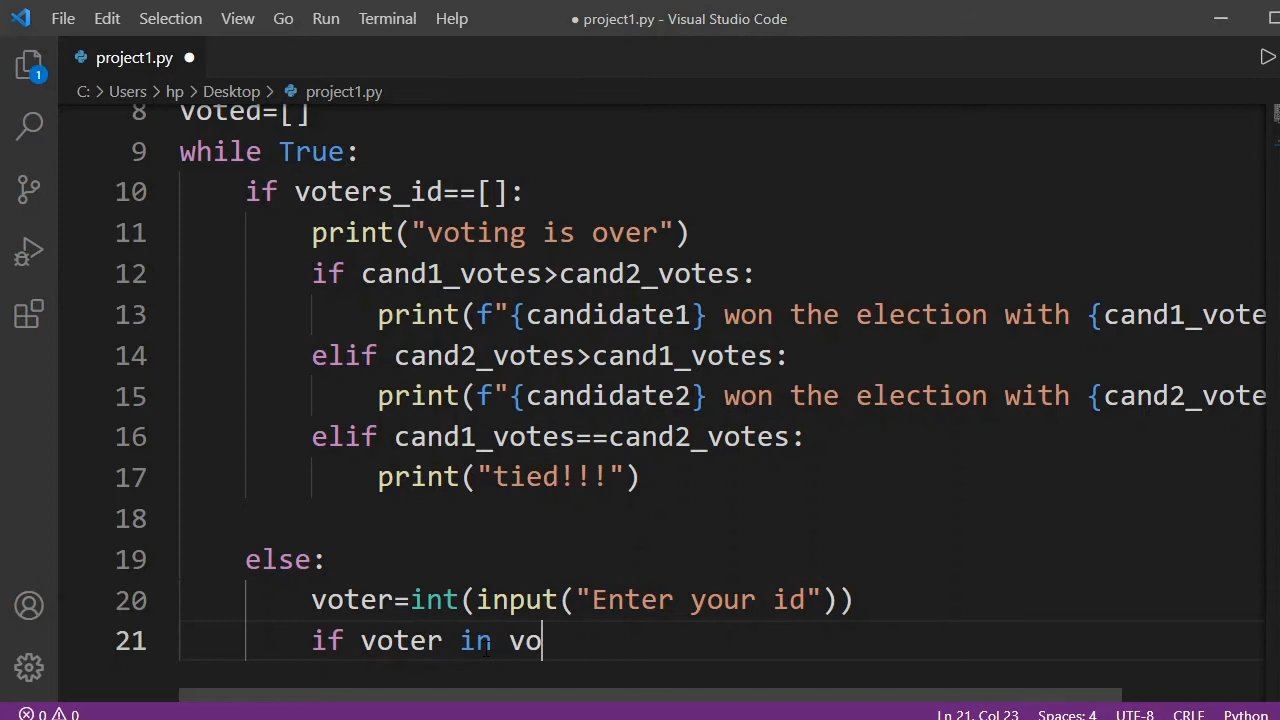 File Edit Selection View Go Run Terminal Help ● project1.py - Visual Studio Code
project1.py ●
1
C: > Users > hp > Desktop > project1.py
8 voted=[]
9 while True:
10 if voters_id==[]:
11 print("voting is over")
12 if cand1_votes>cand2_votes:
13 print(f"{candidate1} won the election with {cand1_vote
14 elif cand2_votes>cand1_votes:
15 print(f"{candidate2} won the election with {cand2_vote
16 elif cand1_votes==cand2_votes:
17 print("tied!!!")
18
19 else:
20 voter=int(input("Enter your id"))
21 if voter in vo
0 0 Ln 21, Col 23 Spaces: 4 UTF-8 CRLF Python